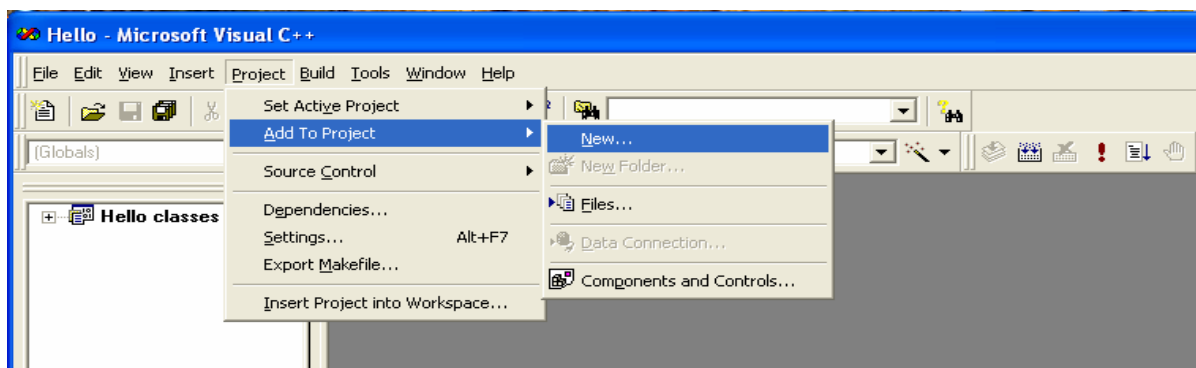 Hello - Microsoft Visual C++
File Edit View Insert Project Build Tools Window Help
Set Active Project
Add To Project
New...
(Globals)
New Folder...
Source Control
Hello classes
Files...
Dependencies...
Settings... Alt+F7
Data Connection...
Export Makefile...
Components and Controls...
Insert Project into Workspace...